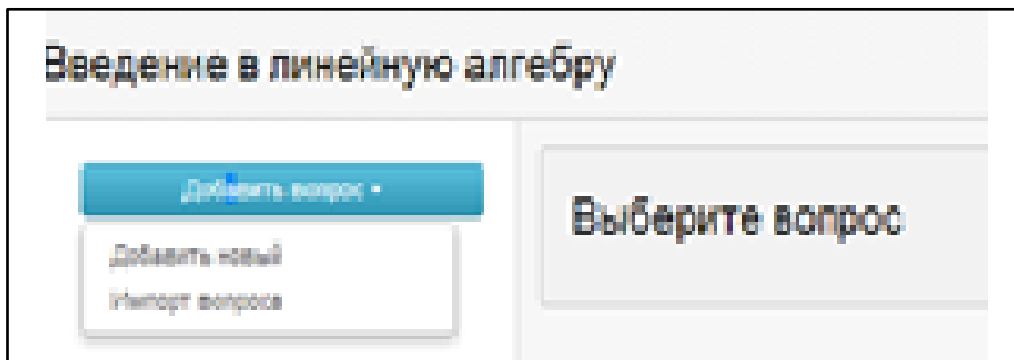 Введение в линейную алгебру
Добавить вопрос
Добавить новый
Импорт вопроса
Выберите вопрос